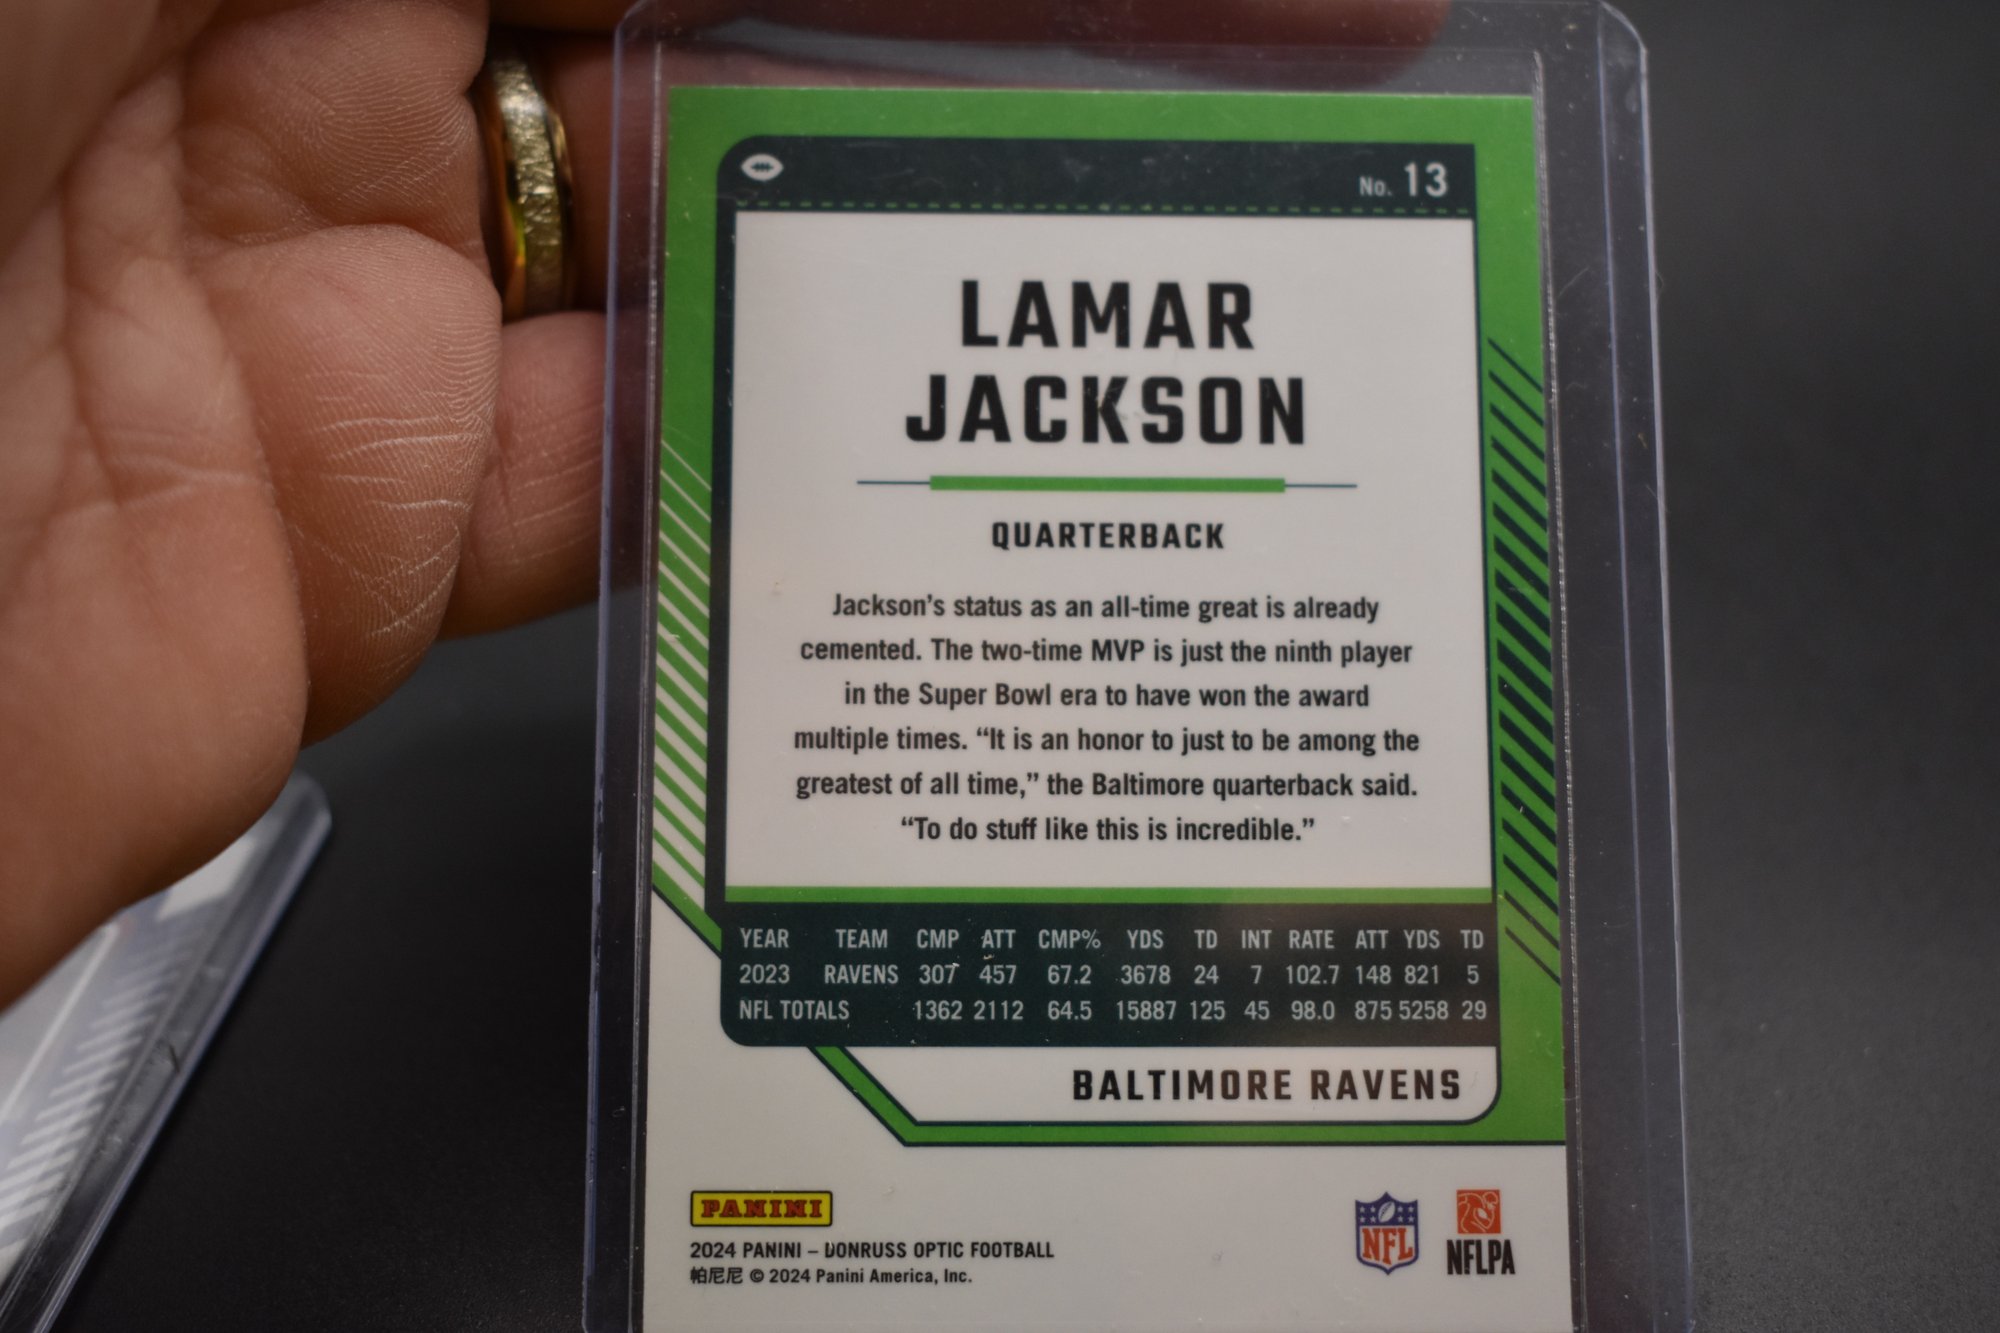 No. 13
LAMAR
JACKSON
QUARTERBACK
Jackson's status as an all-time great is already
cemented. The two-time MVP is just the ninth player
in the Super Bowl era to have won the award
multiple times. “It is an honor to just to be among the
greatest of all time,” the Baltimore quarterback said.
“To do stuff like this is incredible.”
YEAR TEAM CMP ATT CMP% YDS TD INT RATE ATT YDS TD
2023 RAVENS 307 457 67.2 3678 24 7 102.7 148 821 5
NFL TOTALS 1362 2112 64.5 15887 125 45 98.0 875 5258 29
BALTIMORE RAVENS
PANINI
2024 PANINI – DONRUSS OPTIC FOOTBALL
帕尼尼 © 2024 Panini America, Inc.
NFL
NFLPA